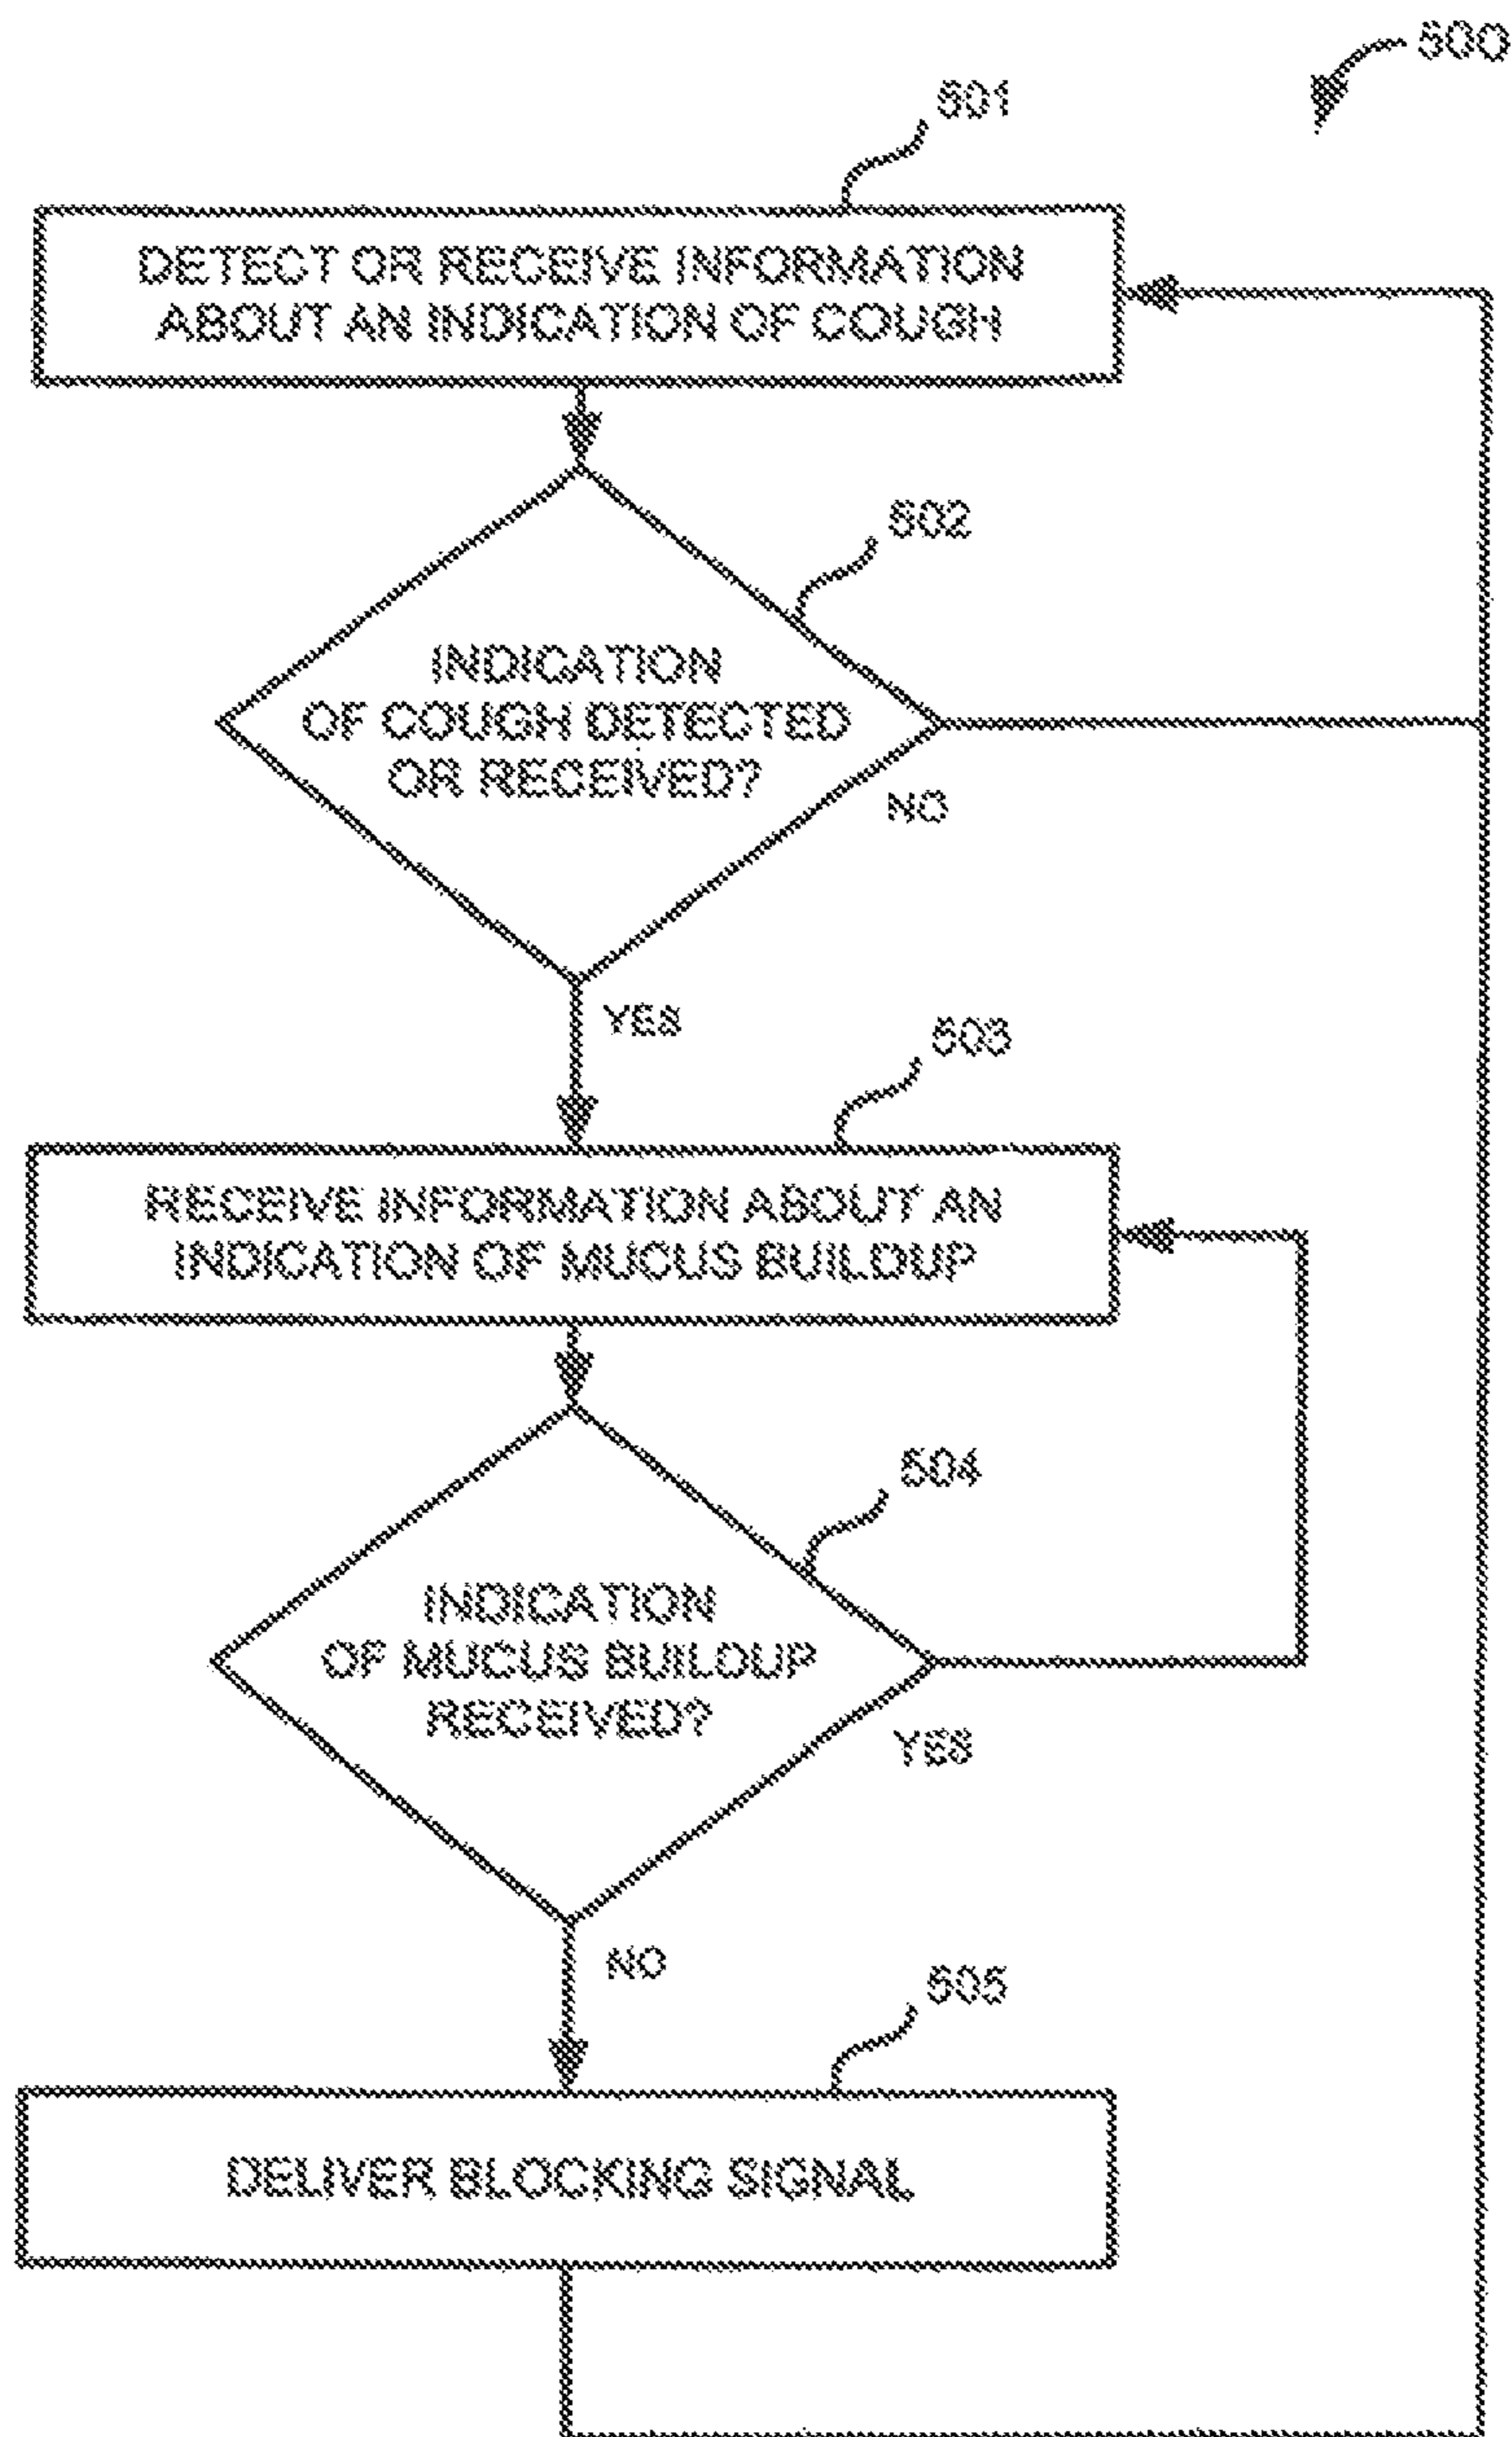 500
501
DETECT OR RECEIVE INFORMATION
ABOUT AN INDICATION OF COUGH
502
INDICATION
OF COUGH DETECTED
OR RECEIVED?
NO
YES
503
RECEIVE INFORMATION ABOUT AN
INDICATION OF MUCUS BUILDUP
504
INDICATION
OF MUCUS BUILDUP
RECEIVED?
YES
NO
505
DELIVER BLOCKING SIGNAL